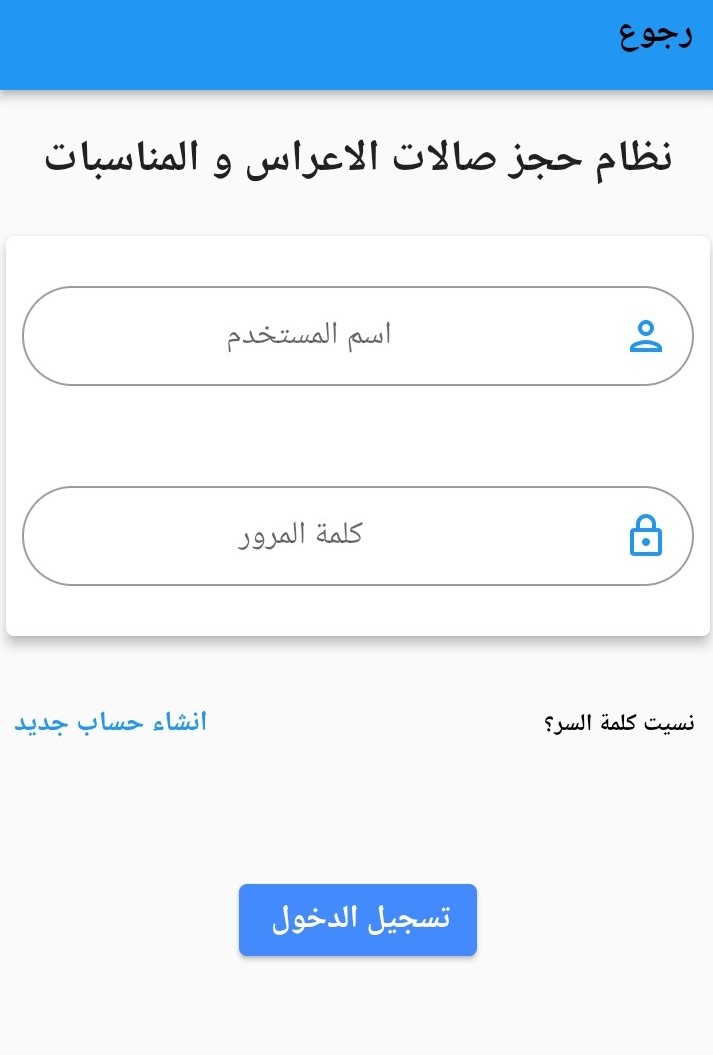 رجوع
نظام حجز صالات الاعراس و المناسبات
اسم المستخدم
كلمة المرور
نسيت كلمة السر؟
انشاء حساب جديد
تسجيل الدخول